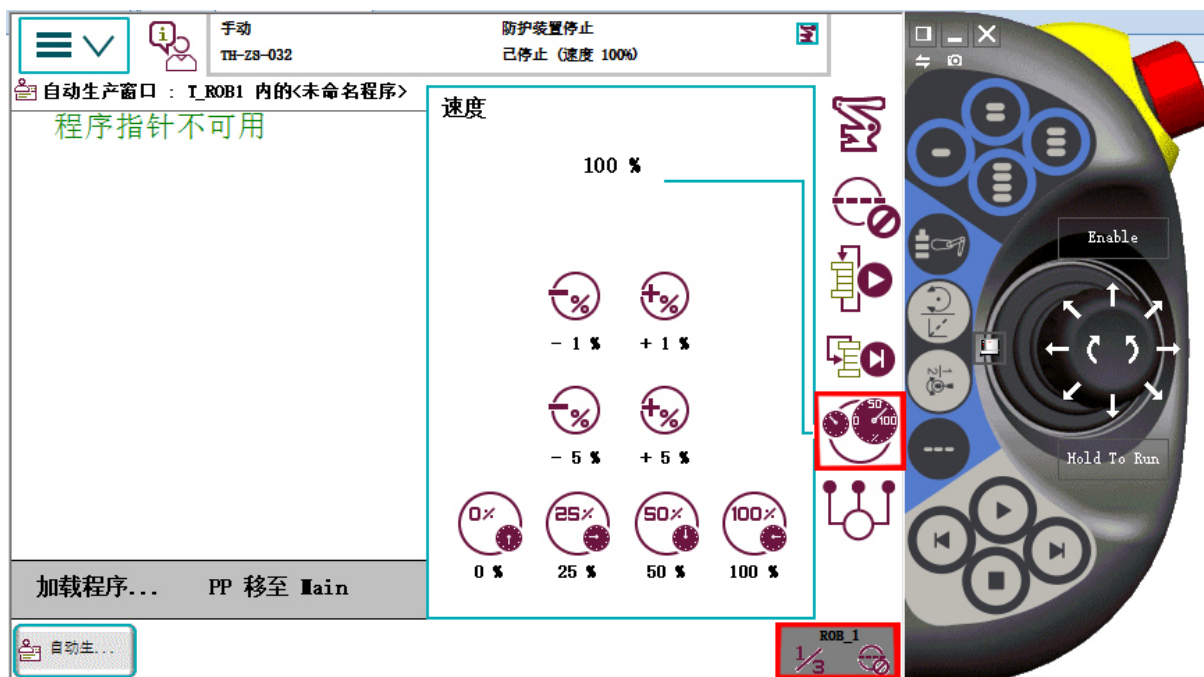 手动
防护装置停止
TH-ZS-032
已停止 (速度 100%)
自动生产窗口 : T_ROB1 内的<未命名程序>
程序指针不可用
速度
100 %
- 1 %
+ 1 %
- 5 %
+ 5 %
0%
25%
50%
100%
0 %
25 %
50 %
100 %
50
0
100
%
加载程序...
PP 移至 Main
自动生...
ROB_1
1/3
Enable
Hold To Run